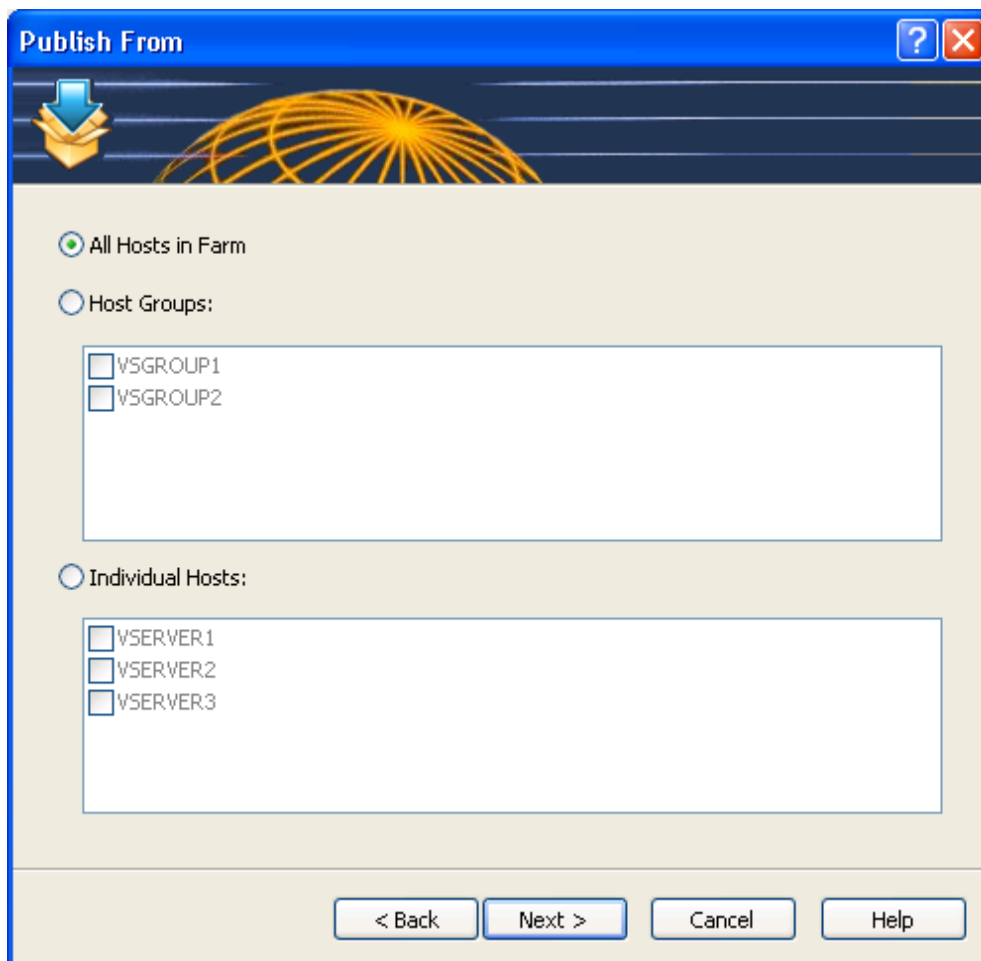 Publish From
All Hosts in Farm
Host Groups:
VSGROUP1
VSGROUP2
Individual Hosts:
VSERVER1
VSERVER2
VSERVER3
< Back Next > Cancel Help